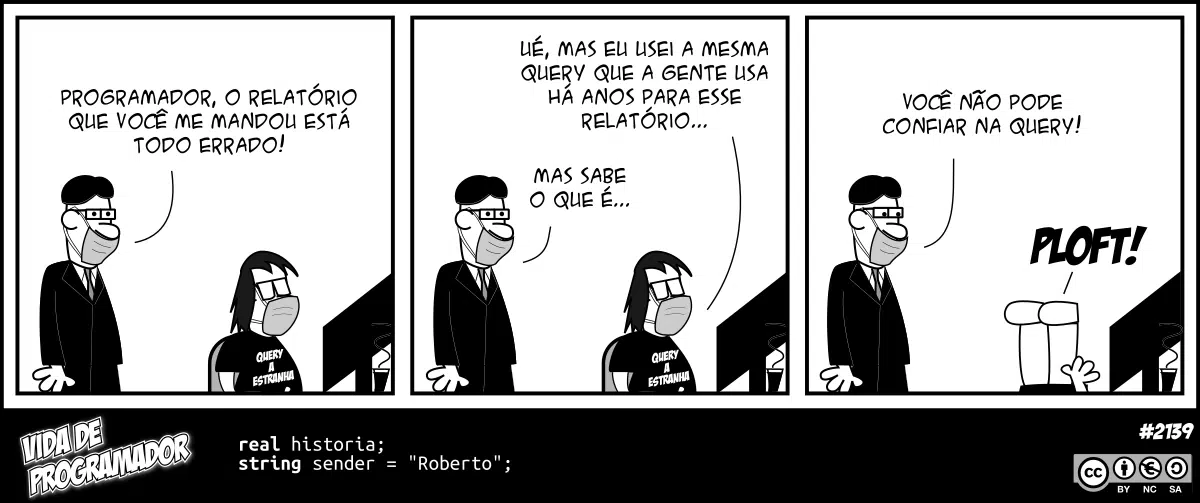 PROGRAMADOR, O RELATÓRIO
QUE VOCÊ ME MANDOU ESTÁ
TODO ERRADO!
QUERY
A
ESTRANHA
UÉ, MAS EU USEI A MESMA
QUERY QUE A GENTE USA
HÁ ANOS PARA ESSE
RELATÓRIO...
MAS SABE
O QUE É...
QUERY
A
ESTRANHA
VOCÊ NÃO PODE
CONFIAR NA QUERY!
PLOFT!
VIDA DE
PROGRAMADOR
real historia;
string sender = "Roberto";
#2139
cc
BY NC SA